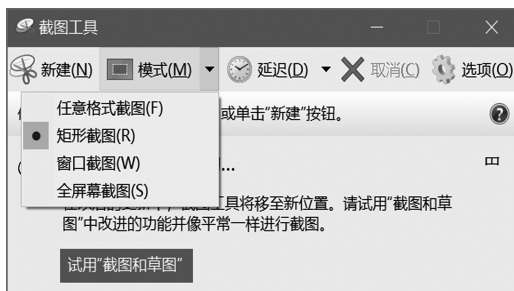 截图工具
新建(N) 模式(M) 延迟(D) 取消(C) 选项(O)
任意格式截图(F)
或单击"新建"按钮。
矩形截图(R)
窗口截图(W)
...
全屏幕截图(S)
具将移至新位置。请试用"截图和草
图"中改进的功能并像平常一样进行截图。
试用"截图和草图"